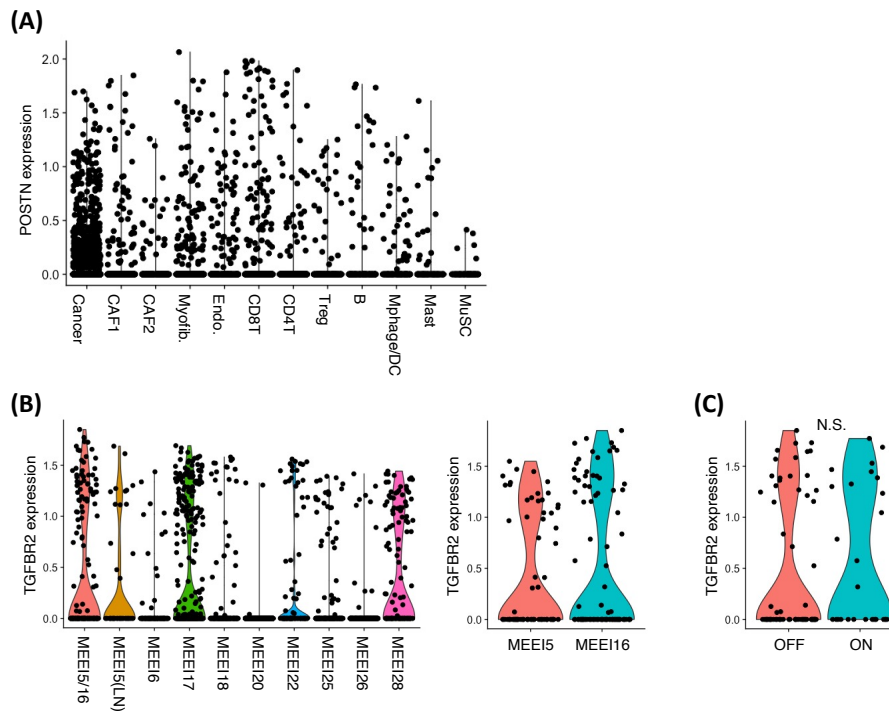 (A)
POSTN expression
2.0
1.5
1.0
0.5
0.0
Cancer
CAF1
CAF2
Myofib.
Endo.
CD8T
CD4T
Treg
B
Mphage/DC
Mast
MuSC
(B)
TGFBR2 expression
1.5
1.0
0.5
0.0
MEEI5/16
MEEI5(LN)
MEEI6
MEEI17
MEEI18
MEEI20
MEEI22
MEEI25
MEEI26
MEEI28
TGFBR2 expression
1.5
1.0
0.5
0.0
MEEI5
MEEI16
(C)
N.S.
TGFBR2 expression
1.5
1.0
0.5
0.0
OFF
ON